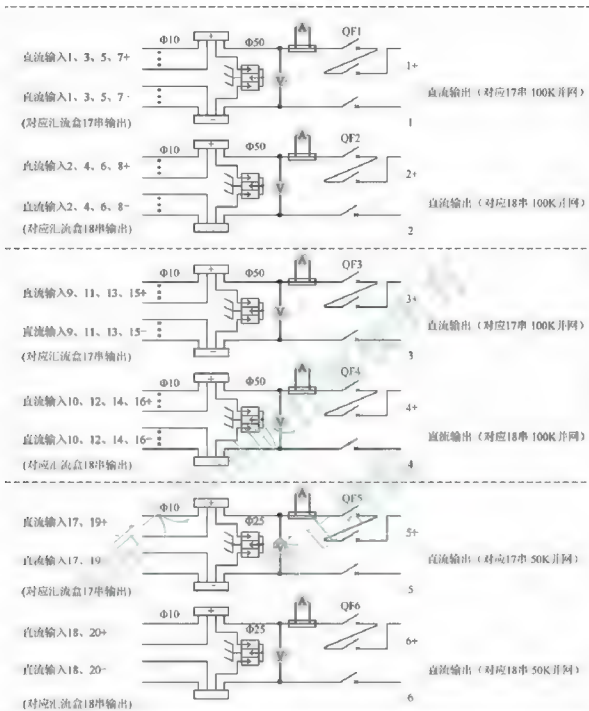 Φ10 Φ50 A QF1
直流输入1、3、5、7+ + 1+
V 直流输出（对应17串 100K并网）
直流输入1、3、5、7-
(对应汇流盒17串输出) - 1
Φ10 Φ50 A QF2
直流输入2、4、6、8+ + 2+
V 直流输出（对应18串 100K并网）
直流输入2、4、6、8-
(对应汇流盒18串输出) 2
Φ10 Φ50 A QF3
直流输入9、11、13、15+ + 3+
V 直流输出（对应17串 100K并网）
直流输入9、11、13、15-
(对应汇流盒17串输出) - 3
Φ10 Φ50 A QF4
直流输入10、12、14、16+ + 4+
V 直流输出（对应18串 100K并网）
直流输入10、12、14、16-
(对应汇流盒18串输出) 4
Φ10 Φ25 A QF5
直流输入17、19+ + 5+
直流输出（对应17串 50K并网）
直流输入17、19
(对应汇流盒17串输出) - 5
Φ10 Φ25 A QF6
直流输入18、20+ + 6+
V 直流输出（对应18串 50K并网）
直流输入18、20-
(对应汇流盒18串输出) 6